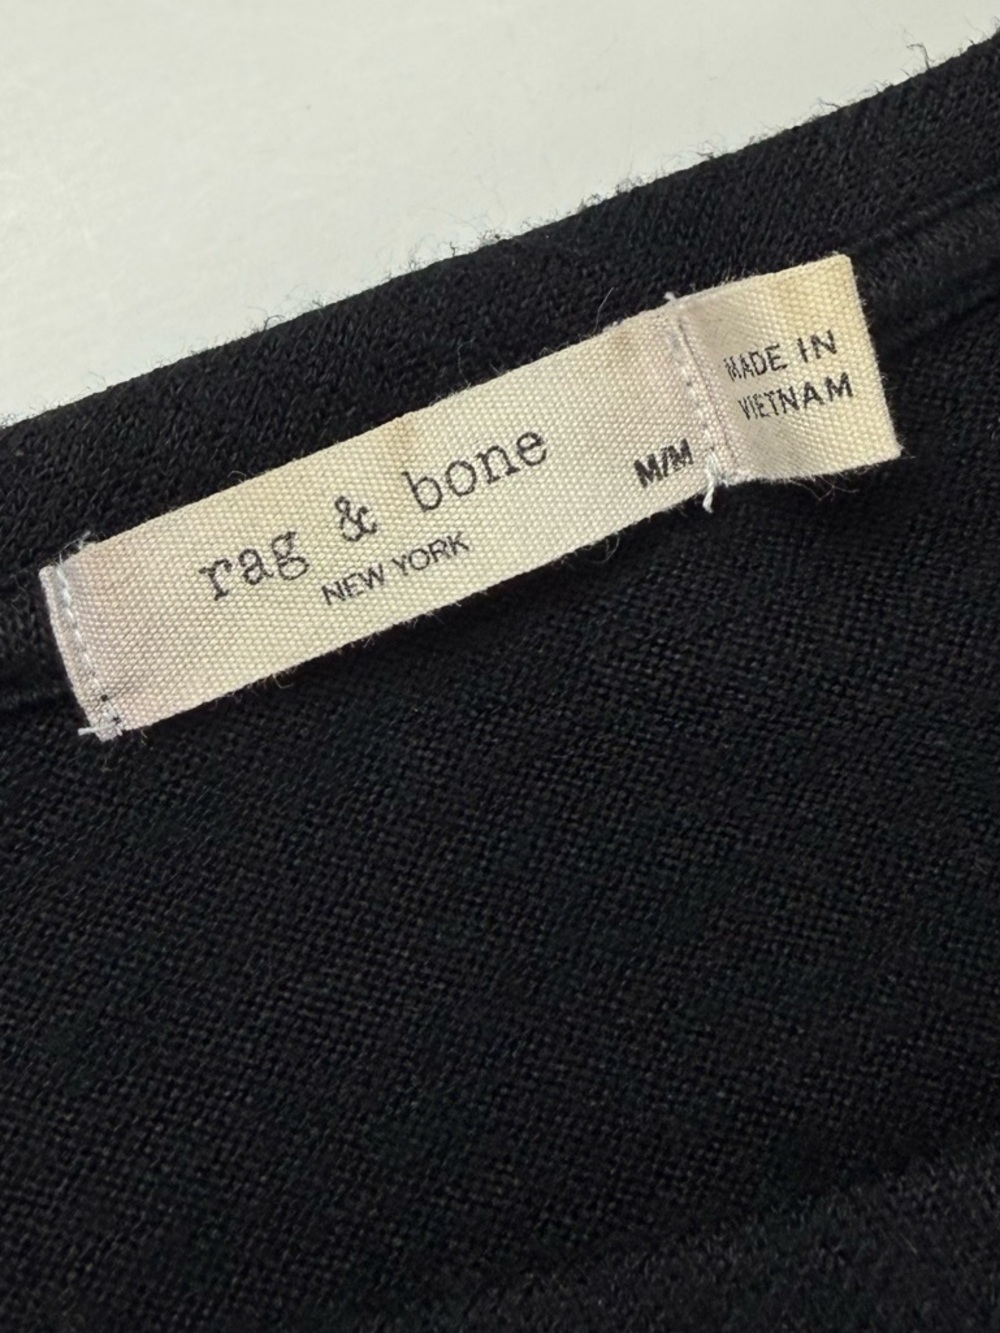 rag & bone
NEW YORK
M/M
MADE IN
VIETNAM